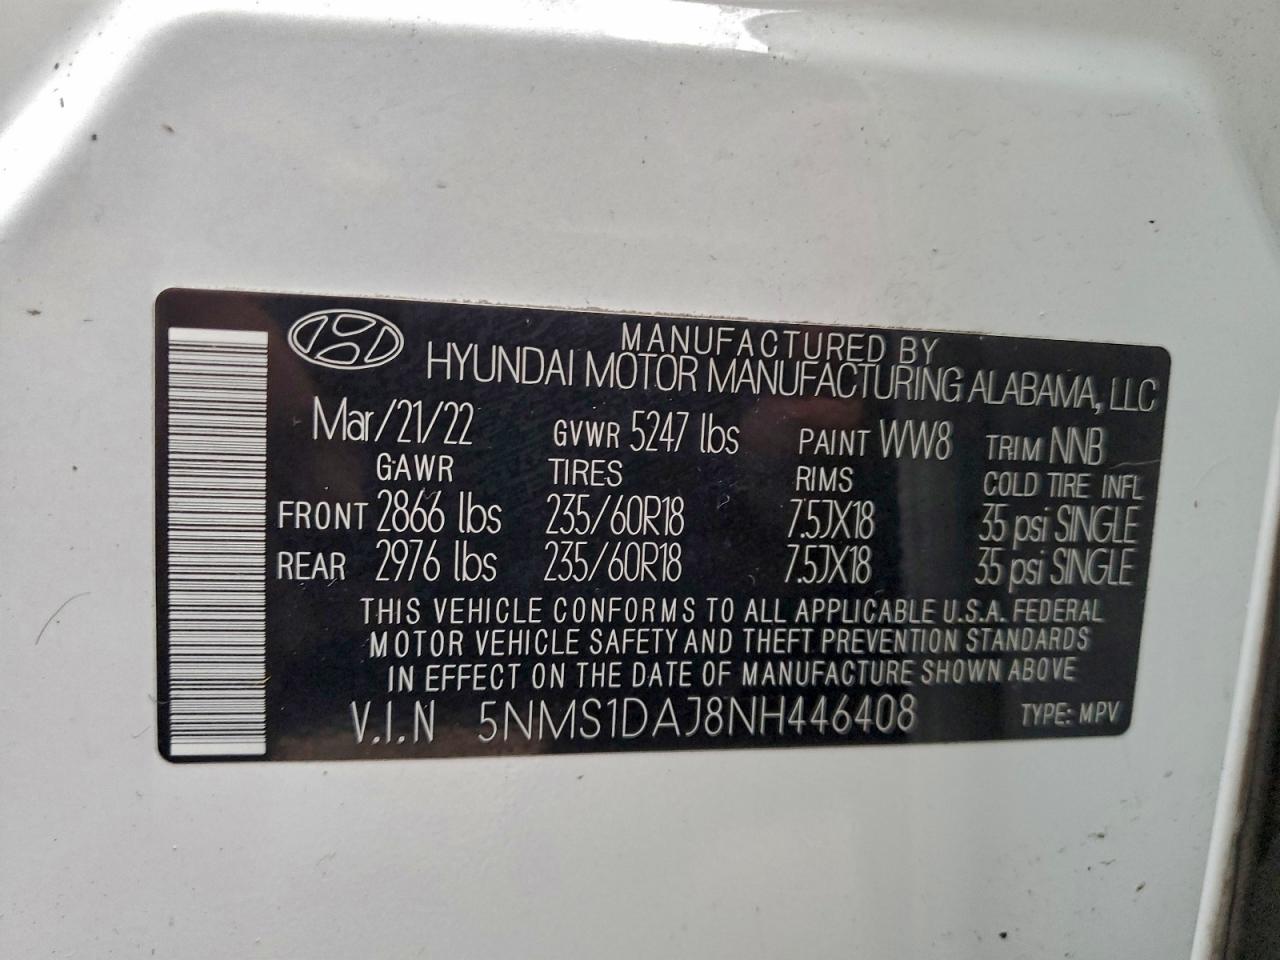 MANUFACTURED BY
HYUNDAI MOTOR MANUFACTURING ALABAMA, LLC
Mar/21/22 GVWR 5247 lbs PAINT WW8 TRIM NNB
GAWR TIRES RIMS COLD TIRE INFL
FRONT 2866 lbs 235/60R18 7.5JX18 35 psi SINGLE
REAR 2976 lbs 235/60R18 7.5JX18 35 psi SINGLE
THIS VEHICLE CONFORMS TO ALL APPLICABLE U.S.A. FEDERAL
MOTOR VEHICLE SAFETY AND THEFT PREVENTION STANDARDS
IN EFFECT ON THE DATE OF MANUFACTURE SHOWN ABOVE
V.I.N 5NMS1DAJ8NH446408 TYPE: MPV